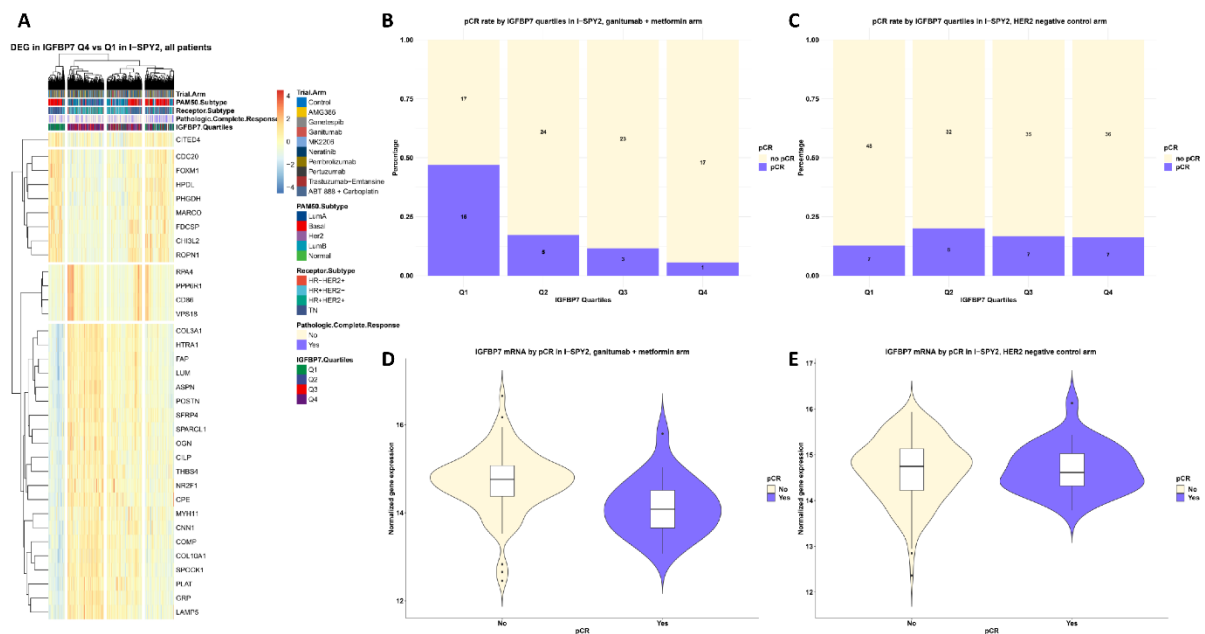 A
DEG in IGFBP7 Q4 vs Q1 in I-SPY2, all patients
Trial.Arm
PAM50.Subtype
Receptor.Subtype
Pathologic.Complete.Response
IGFBP7.Quartiles
CITED4
CDC20
FOXM1
HPDL
PHGDH
MARCO
FDCSP
CHI3L2
ROPN1
RPA4
PPP6R1
CD86
VPS18
COL3A1
HTRA1
FAP
LUM
ASPN
POSTN
SFRP4
SPARCL1
OGN
CILP
THBS4
NR2F1
CPE
MYH11
CNN1
COMP
COL10A1
SPOCK1
PLAT
GRP
LAMP5
4
2
0
−2
−4
Trial.Arm
Control
AMG386
Ganetespib
Ganitumab
MK2206
Neratinib
Pembrolizumab
Pertuzumab
Trastuzumab−Emtansine
ABT 888 + Carboplatin
PAM50.Subtype
LumA
Basal
Her2
LumB
Normal
Receptor.Subtype
HR−HER2+
HR+HER2−
HR+HER2+
TN
Pathologic.Complete.Response
No
Yes
IGFBP7.Quartiles
Q1
Q2
Q3
Q4
B
pCR rate by IGFBP7 quartiles in I−SPY2, ganitumab + metformin arm
Percentage
1.00
0.75
0.50
0.25
0.00
17
24
23
17
5
3
1
Q1
Q2
Q3
Q4
IGFBP7 Quartiles
pCR
no pCR
pCR
C
pCR rate by IGFBP7 quartiles in I−SPY2, HER2 negative control arm
Percentage
1.00
0.75
0.50
0.25
0.00
48
32
35
36
7
7
7
Q1
Q2
Q3
Q4
IGFBP7 Quartiles
pCR
no pCR
pCR
D
IGFBP7 mRNA by pCR in I−SPY2, ganitumab + metformin arm
Normalized gene expression
16
14
12
No
Yes
pCR
pCR
No
Yes
E
IGFBP7 mRNA by pCR in I−SPY2, HER2 negative control arm
Normalized gene expression
17
16
15
14
13
12
No
Yes
pCR
pCR
No
Yes